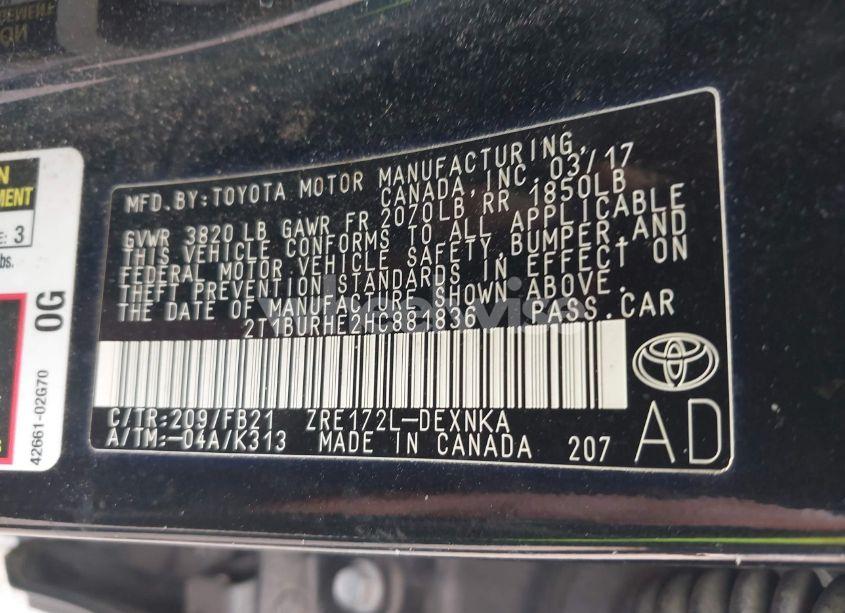 MFD. BY: TOYOTA MOTOR MANUFACTURING,
CANADA, INC. 03/17
GVWR 3820 LB GAWR FR 2070LB RR 1850LB
THIS VEHICLE CONFORMS TO ALL APPLICABLE
FEDERAL MOTOR VEHICLE SAFETY, BUMPER, AND
THEFT PREVENTION STANDARDS IN EFFECT ON
THE DATE OF MANUFACTURE SHOWN ABOVE.
2T1BURHE2HC881836 PASS. CAR
C/TR: 209/FB21 ZRE172L-DEXNKA
A/TM: -04A/K313 MADE IN CANADA 207
AD
E: 3
bs.
0G
42661-02G70